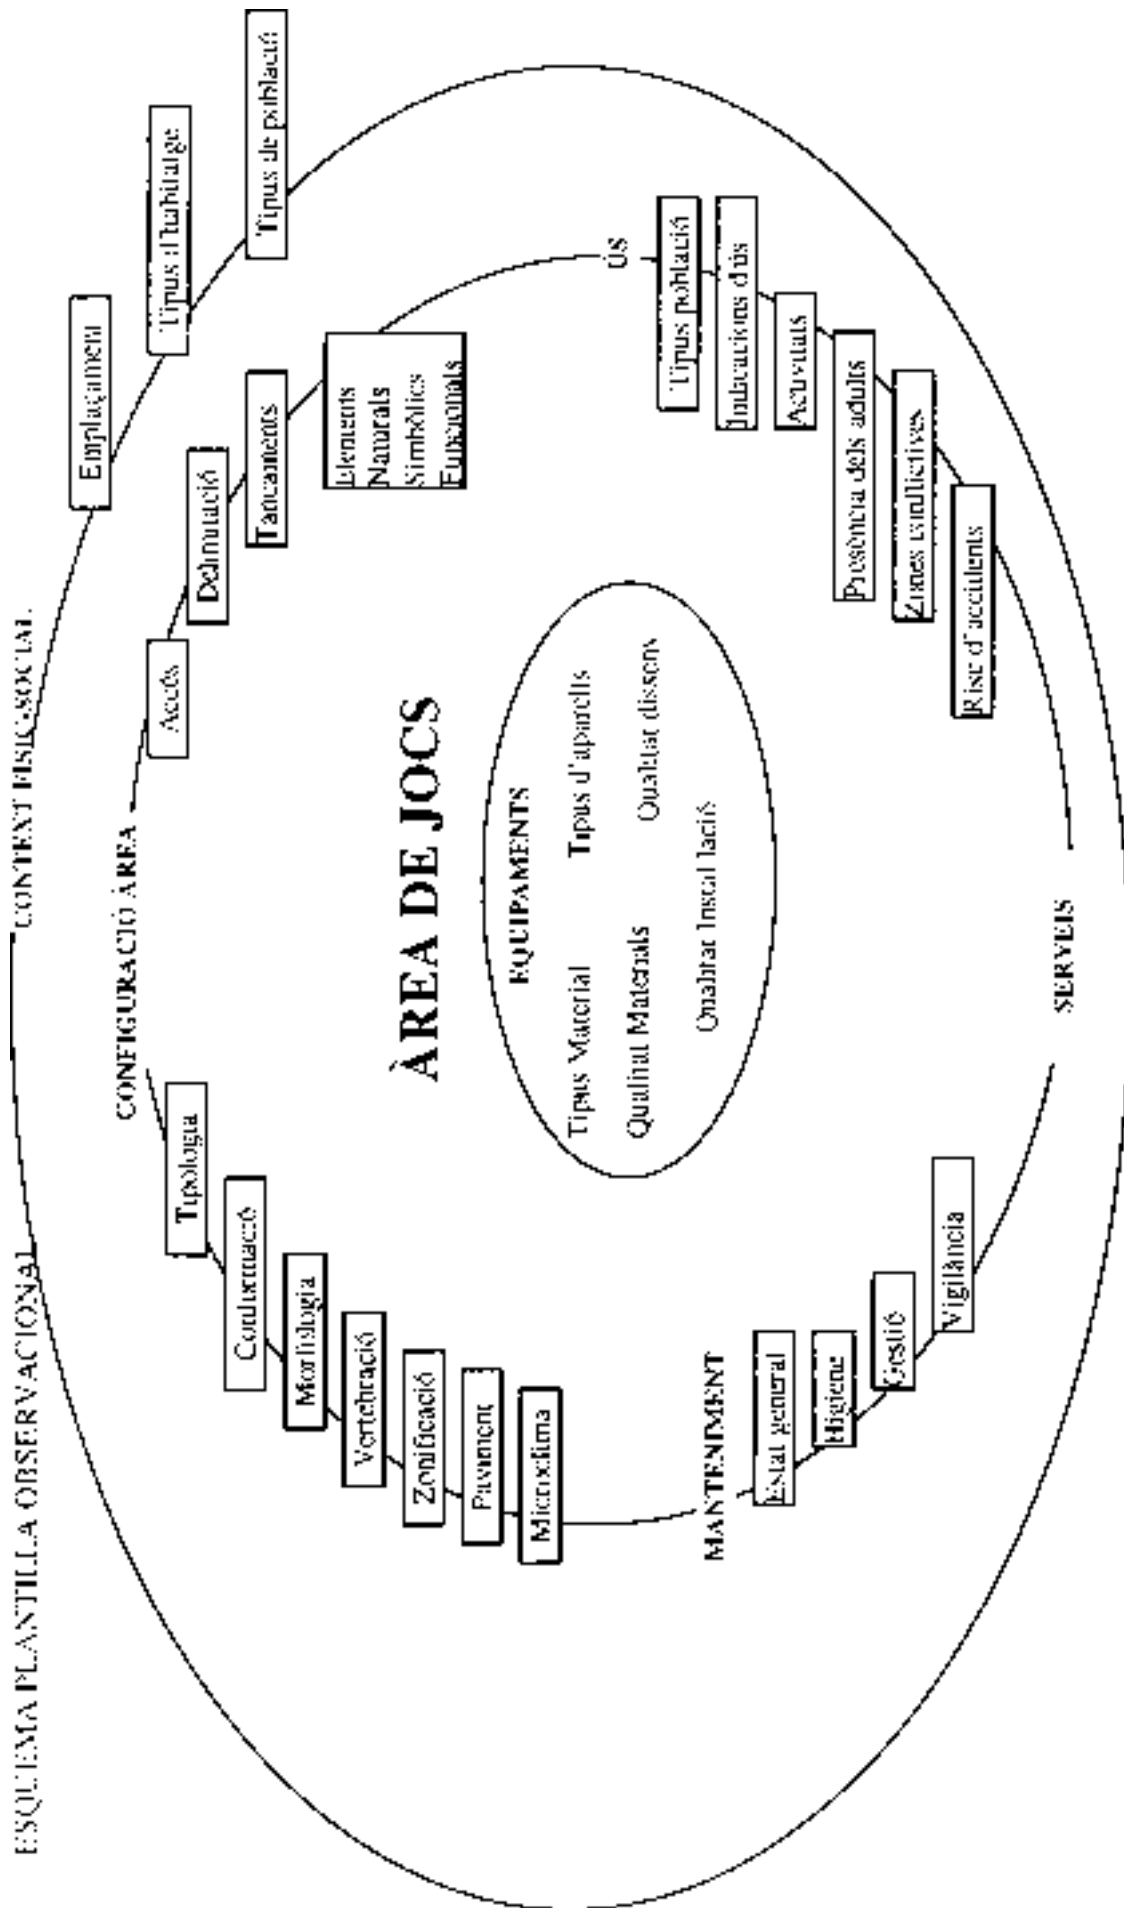 ESQUEMA PLANTILLA OBSERVACIONAL
CONTEXT FISIC-SOCIAL
Emplaçament
Tipus d'habitatge
Tipus de població
CONFIGURACIÓ ÀREA
Tipologia
Conformació
Morfologia
Vertebració
Zonificació
Paviment
Microclima
Accés
Delimitació
Tancaments
Elements
Naturals
Simbòlics
Funcionals
ÀREA DE JOCS
EQUIPAMENTS
Tipus Material
Tipus d'aparells
Qualitat Materials
Qualitat dissens
Qualitat Instal·lació
ÚS
Tipus població
Indicacions d'ús
Activitats
Presència dels adults
Zones conflictives
Risc d'accidents
MANTENIMENT
Estat general
Higiene
Gestió
Vigilància
SERVEIS